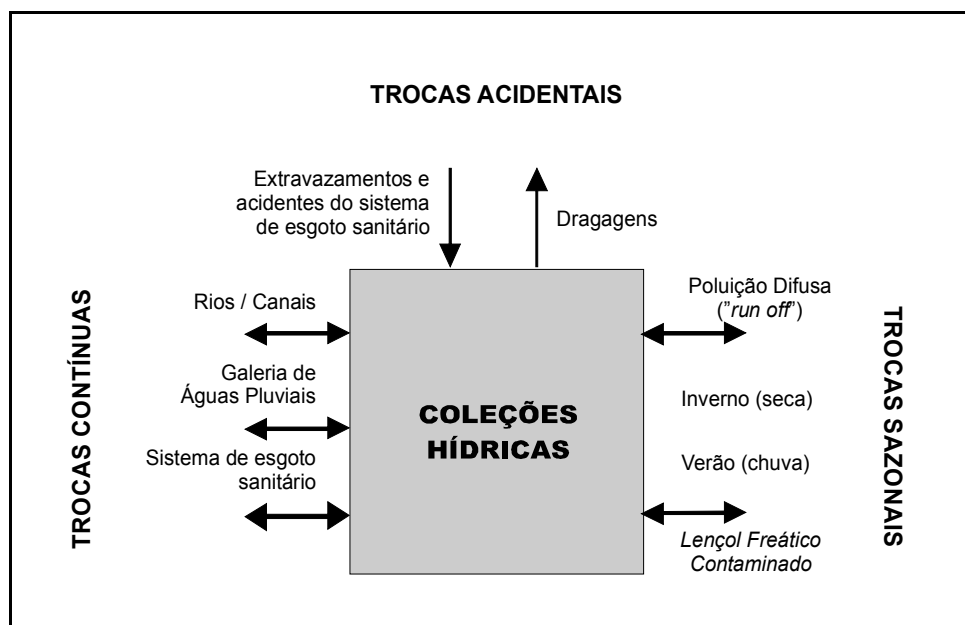 TROCAS ACIDENTAIS
Extravazamentos e
acidentes do sistema
de esgoto sanitário
Dragagens
TROCAS CONTÍNUAS
Rios / Canais
Galeria de
Águas Pluviais
Sistema de esgoto
sanitário
COLEÇÕES
HÍDRICAS
Poluição Difusa
("run off")
Inverno (seca)
Verão (chuva)
Lençol Freático
Contaminado
TROCAS SAZONAIS